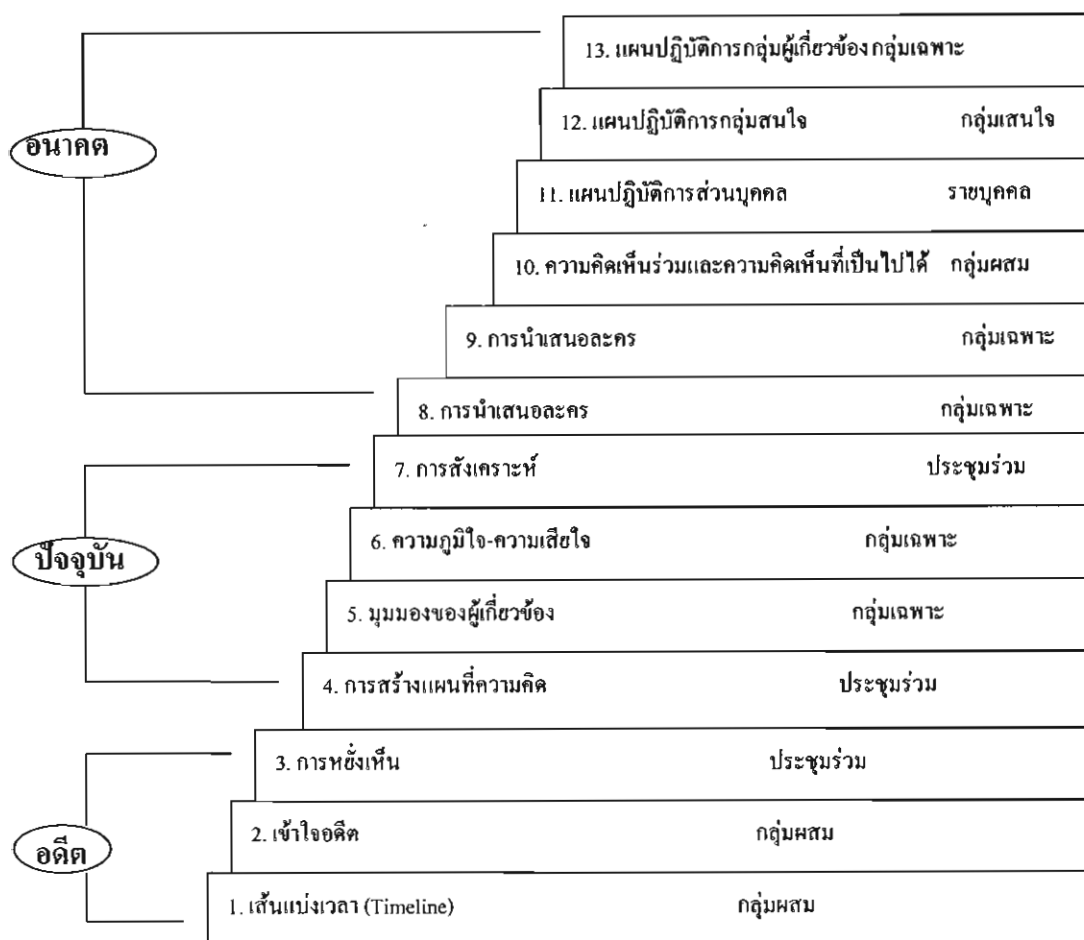 13. แผนปฏิบัติการกลุ่มผู้เกี่ยวข้อง กลุ่มเฉพาะ
12. แผนปฏิบัติการกลุ่มสนใจ กลุ่มเสนใจ
อนาคต
11. แผนปฏิบัติการส่วนบุคคล รายบุคคล
10. ความคิดเห็นร่วมและความคิดเห็นที่เป็นไปได้ กลุ่มผสม
9. การนำเสนอละคร กลุ่มเฉพาะ
8. การนำเสนอละคร กลุ่มเฉพาะ
7. การสังเคราะห์ ประชุมร่วม
6. ความภูมิใจ-ความเสียใจ กลุ่มเฉพาะ
ปัจจุบัน
5. มุมมองของผู้เกี่ยวข้อง กลุ่มเฉพาะ
4. การสร้างแผนที่ความคิด ประชุมร่วม
3. การหยั่งเห็น ประชุมร่วม
2. เข้าใจอดีต กลุ่มผสม
อดีต
1. เส้นแบ่งเวลา (Timeline) กลุ่มผสม